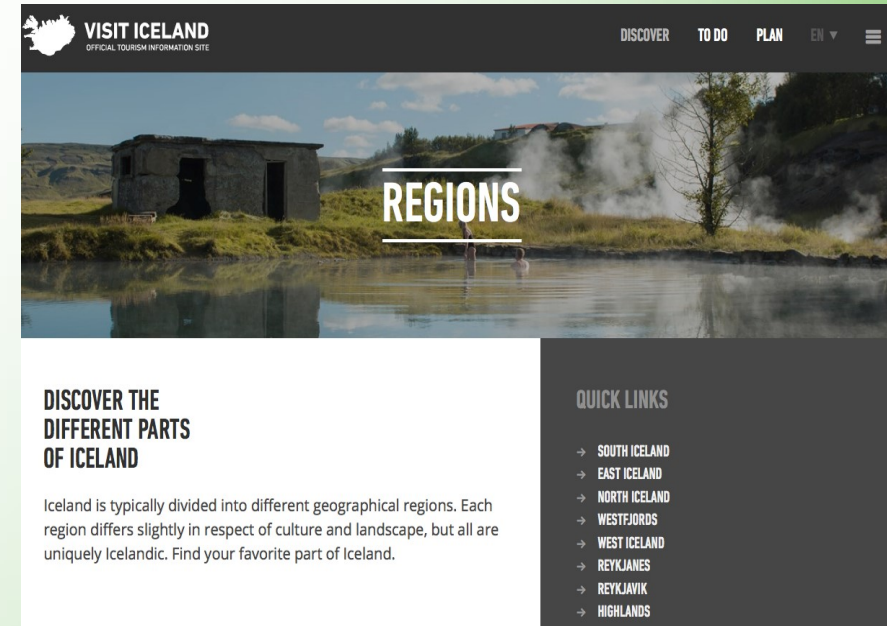 VISIT ICELAND
OFFICIAL TOURISM INFORMATION SITE
DISCOVER TO DO PLAN EN ▼
REGIONS
DISCOVER THE
DIFFERENT PARTS
OF ICELAND
Iceland is typically divided into different geographical regions. Each
region differs slightly in respect of culture and landscape, but all are
uniquely Icelandic. Find your favorite part of Iceland.
QUICK LINKS
→ SOUTH ICELAND
→ EAST ICELAND
→ NORTH ICELAND
→ WESTFJORDS
→ WEST ICELAND
→ REYKJANES
→ REYKJAVIK
→ HIGHLANDS